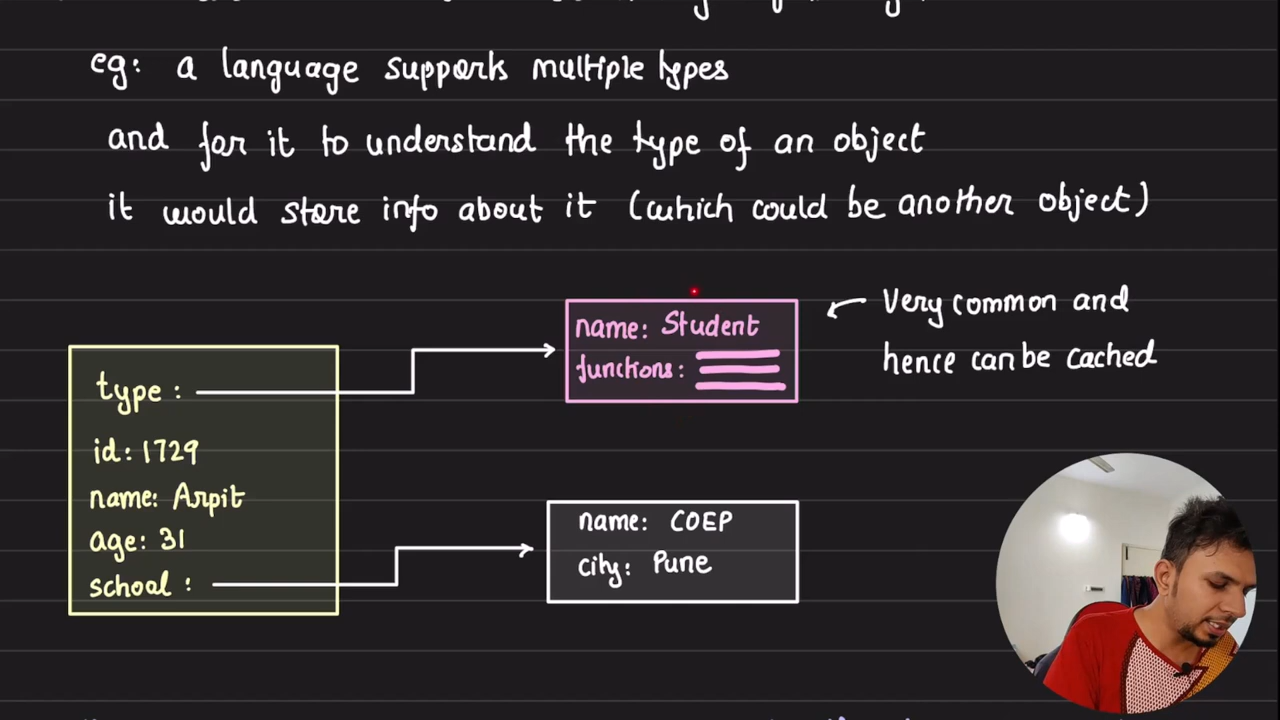 eg: a language supports multiple types
and for it to understand the type of an object
it would store info about it (which could be another object)
name: Student
functions:
Very common and
hence can be cached
type:
id: 1729
name: Arpit
age: 31
school:
name: COEP
city: Pune